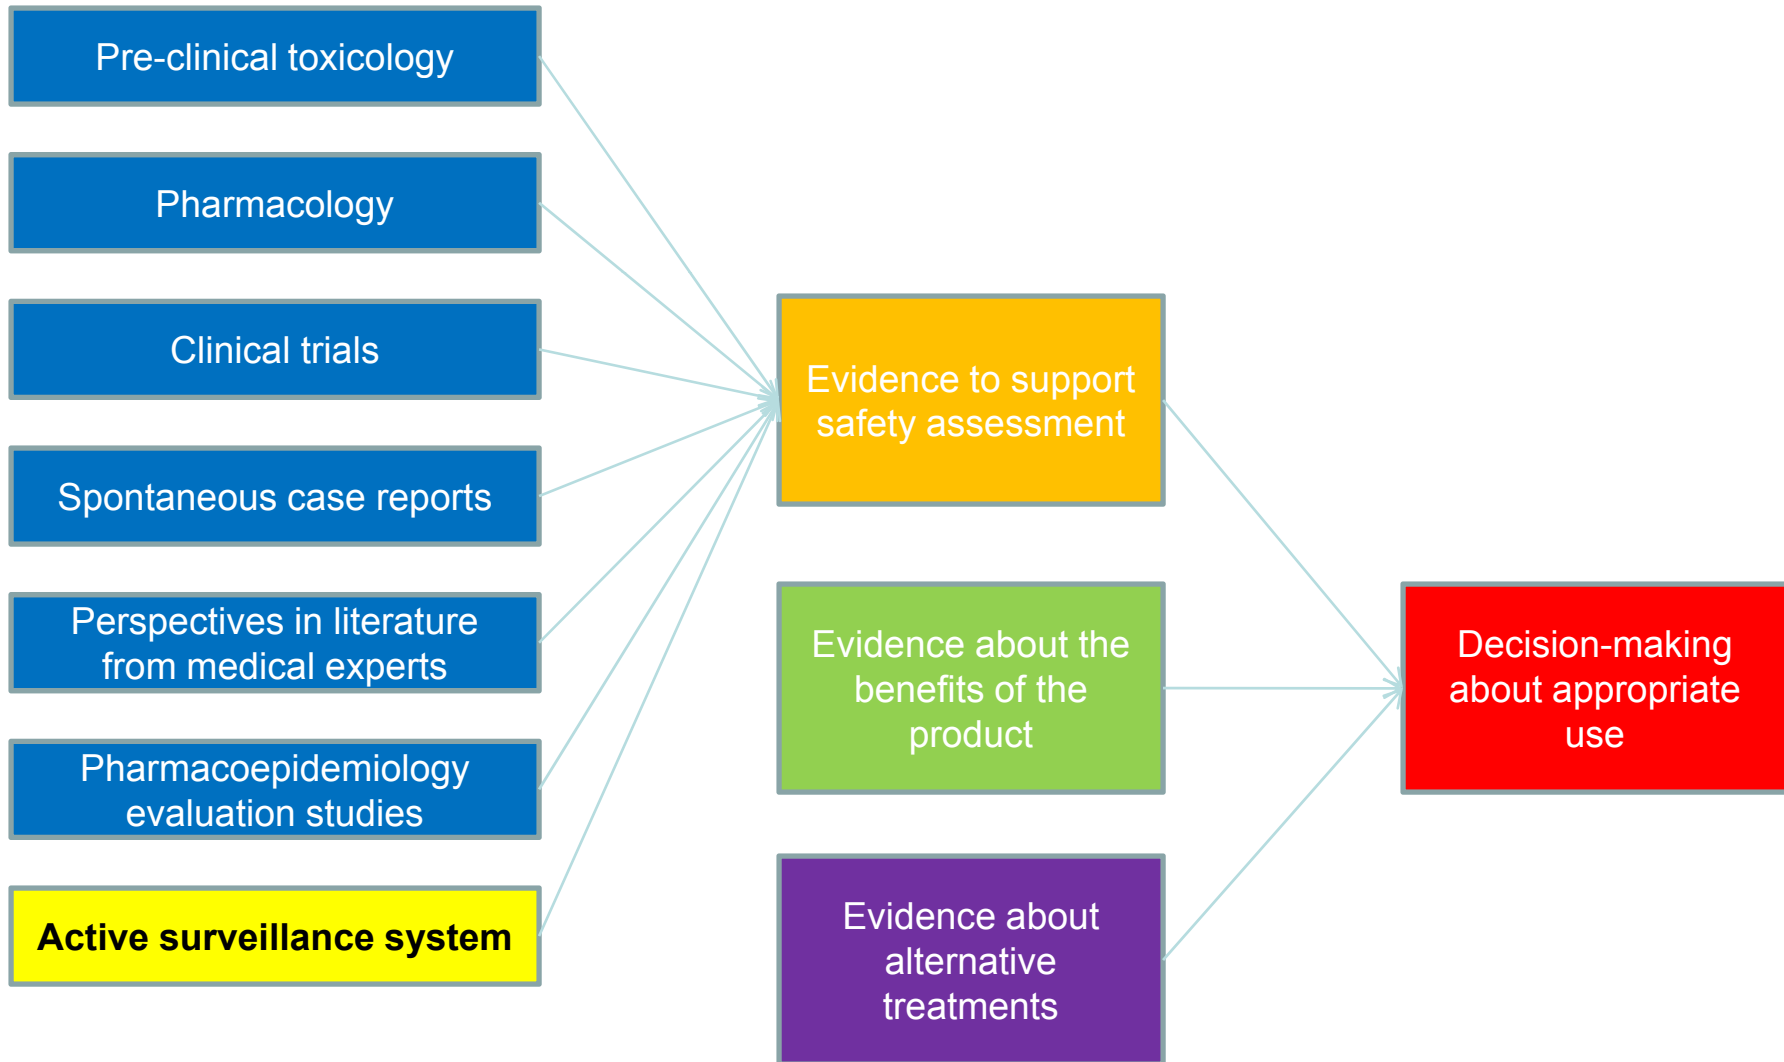 Pre-clinical toxicology
Pharmacology
Clinical trials
Spontaneous case reports
Perspectives in literature
from medical experts
Pharmacoepidemiology
evaluation studies
Active surveillance system
Evidence to support
safety assessment
Evidence about the
benefits of the
product
Evidence about
alternative
treatments
Decision-making
about appropriate
use